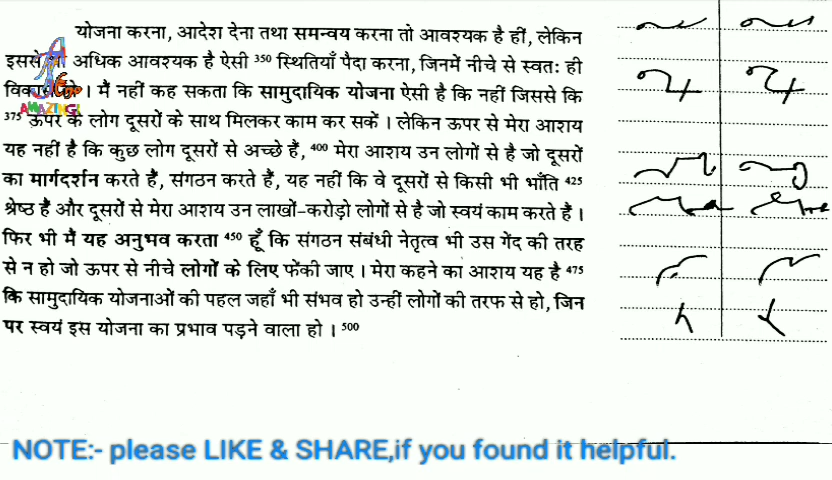 योजना करना, आदेश देना तथा समन्वय करना तो आवश्यक है हीं, लेकिन
इससे भी अधिक आवश्यक है ऐसी 350 स्थितियाँ पैदा करना, जिनमें नीचे से स्वतः ही
। मैं नहीं कह सकता कि सामुदायिक योजना ऐसी है कि नहीं जिससे कि
AMAZING!
375 ऊपर के लोग दूसरों के साथ मिलकर काम कर सकें । लेकिन ऊपर से मेरा आशय
यह नहीं है कि कुछ लोग दूसरों से अच्छे हैं, 400 मेरा आशय उन लोगों से है जो दूसरों
का मार्गदर्शन करते हैं, संगठन करते हैं, यह नहीं कि वे दूसरों से किसी भी भाँति 425
श्रेष्ठ हैं और दूसरों से मेरा आशय उन लाखों-करोड़ो लोगों से है जो स्वयं काम करते हैं ।
फिर भी मैं यह अनुभव करता 450 हूँ कि संगठन संबंधी नेतृत्व भी उस गेंद की तरह
से न हो जो ऊपर से नीचे लोगों के लिए फेंकी जाए । मेरा कहने का आशय यह है 475
कि सामुदायिक योजनाओं की पहल जहाँ भी संभव हो उन्हीं लोगों की तरफ से हो, जिन
पर स्वयं इस योजना का प्रभाव पड़ने वाला हो । 500
NOTE:- please LIKE & SHARE,if you found it helpful.